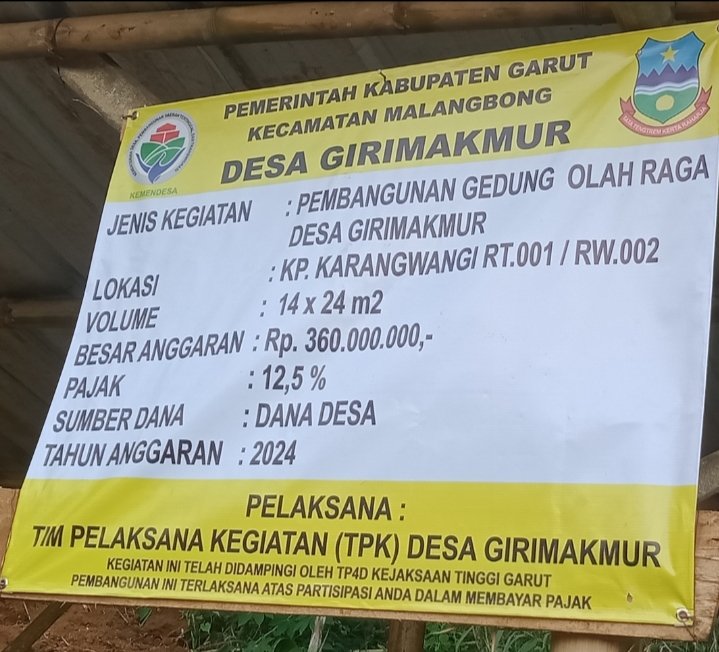 PEMERINTAH KABUPATEN GARUT
KECAMATAN MALANGBONG
DESA GIRIMAKMUR
KEMENDESA
JENIS KEGIATAN : PEMBANGUNAN GEDUNG OLAH RAGA
DESA GIRIMAKMUR
LOKASI : KP. KARANGWANGI RT.001 / RW.002
VOLUME : 14 x 24 m2
BESAR ANGGARAN : Rp. 360.000.000,-
PAJAK : 12,5 %
SUMBER DANA : DANA DESA
TAHUN ANGGARAN : 2024
PELAKSANA :
TIM PELAKSANA KEGIATAN (TPK) DESA GIRIMAKMUR
KEGIATAN INI TELAH DIDAMPINGI OLEH TP4D KEJAKSAAN TINGGI GARUT
PEMBANGUNAN INI TERLAKSANA ATAS PARTISIPASI ANDA DALAM MEMBAYAR PAJAK